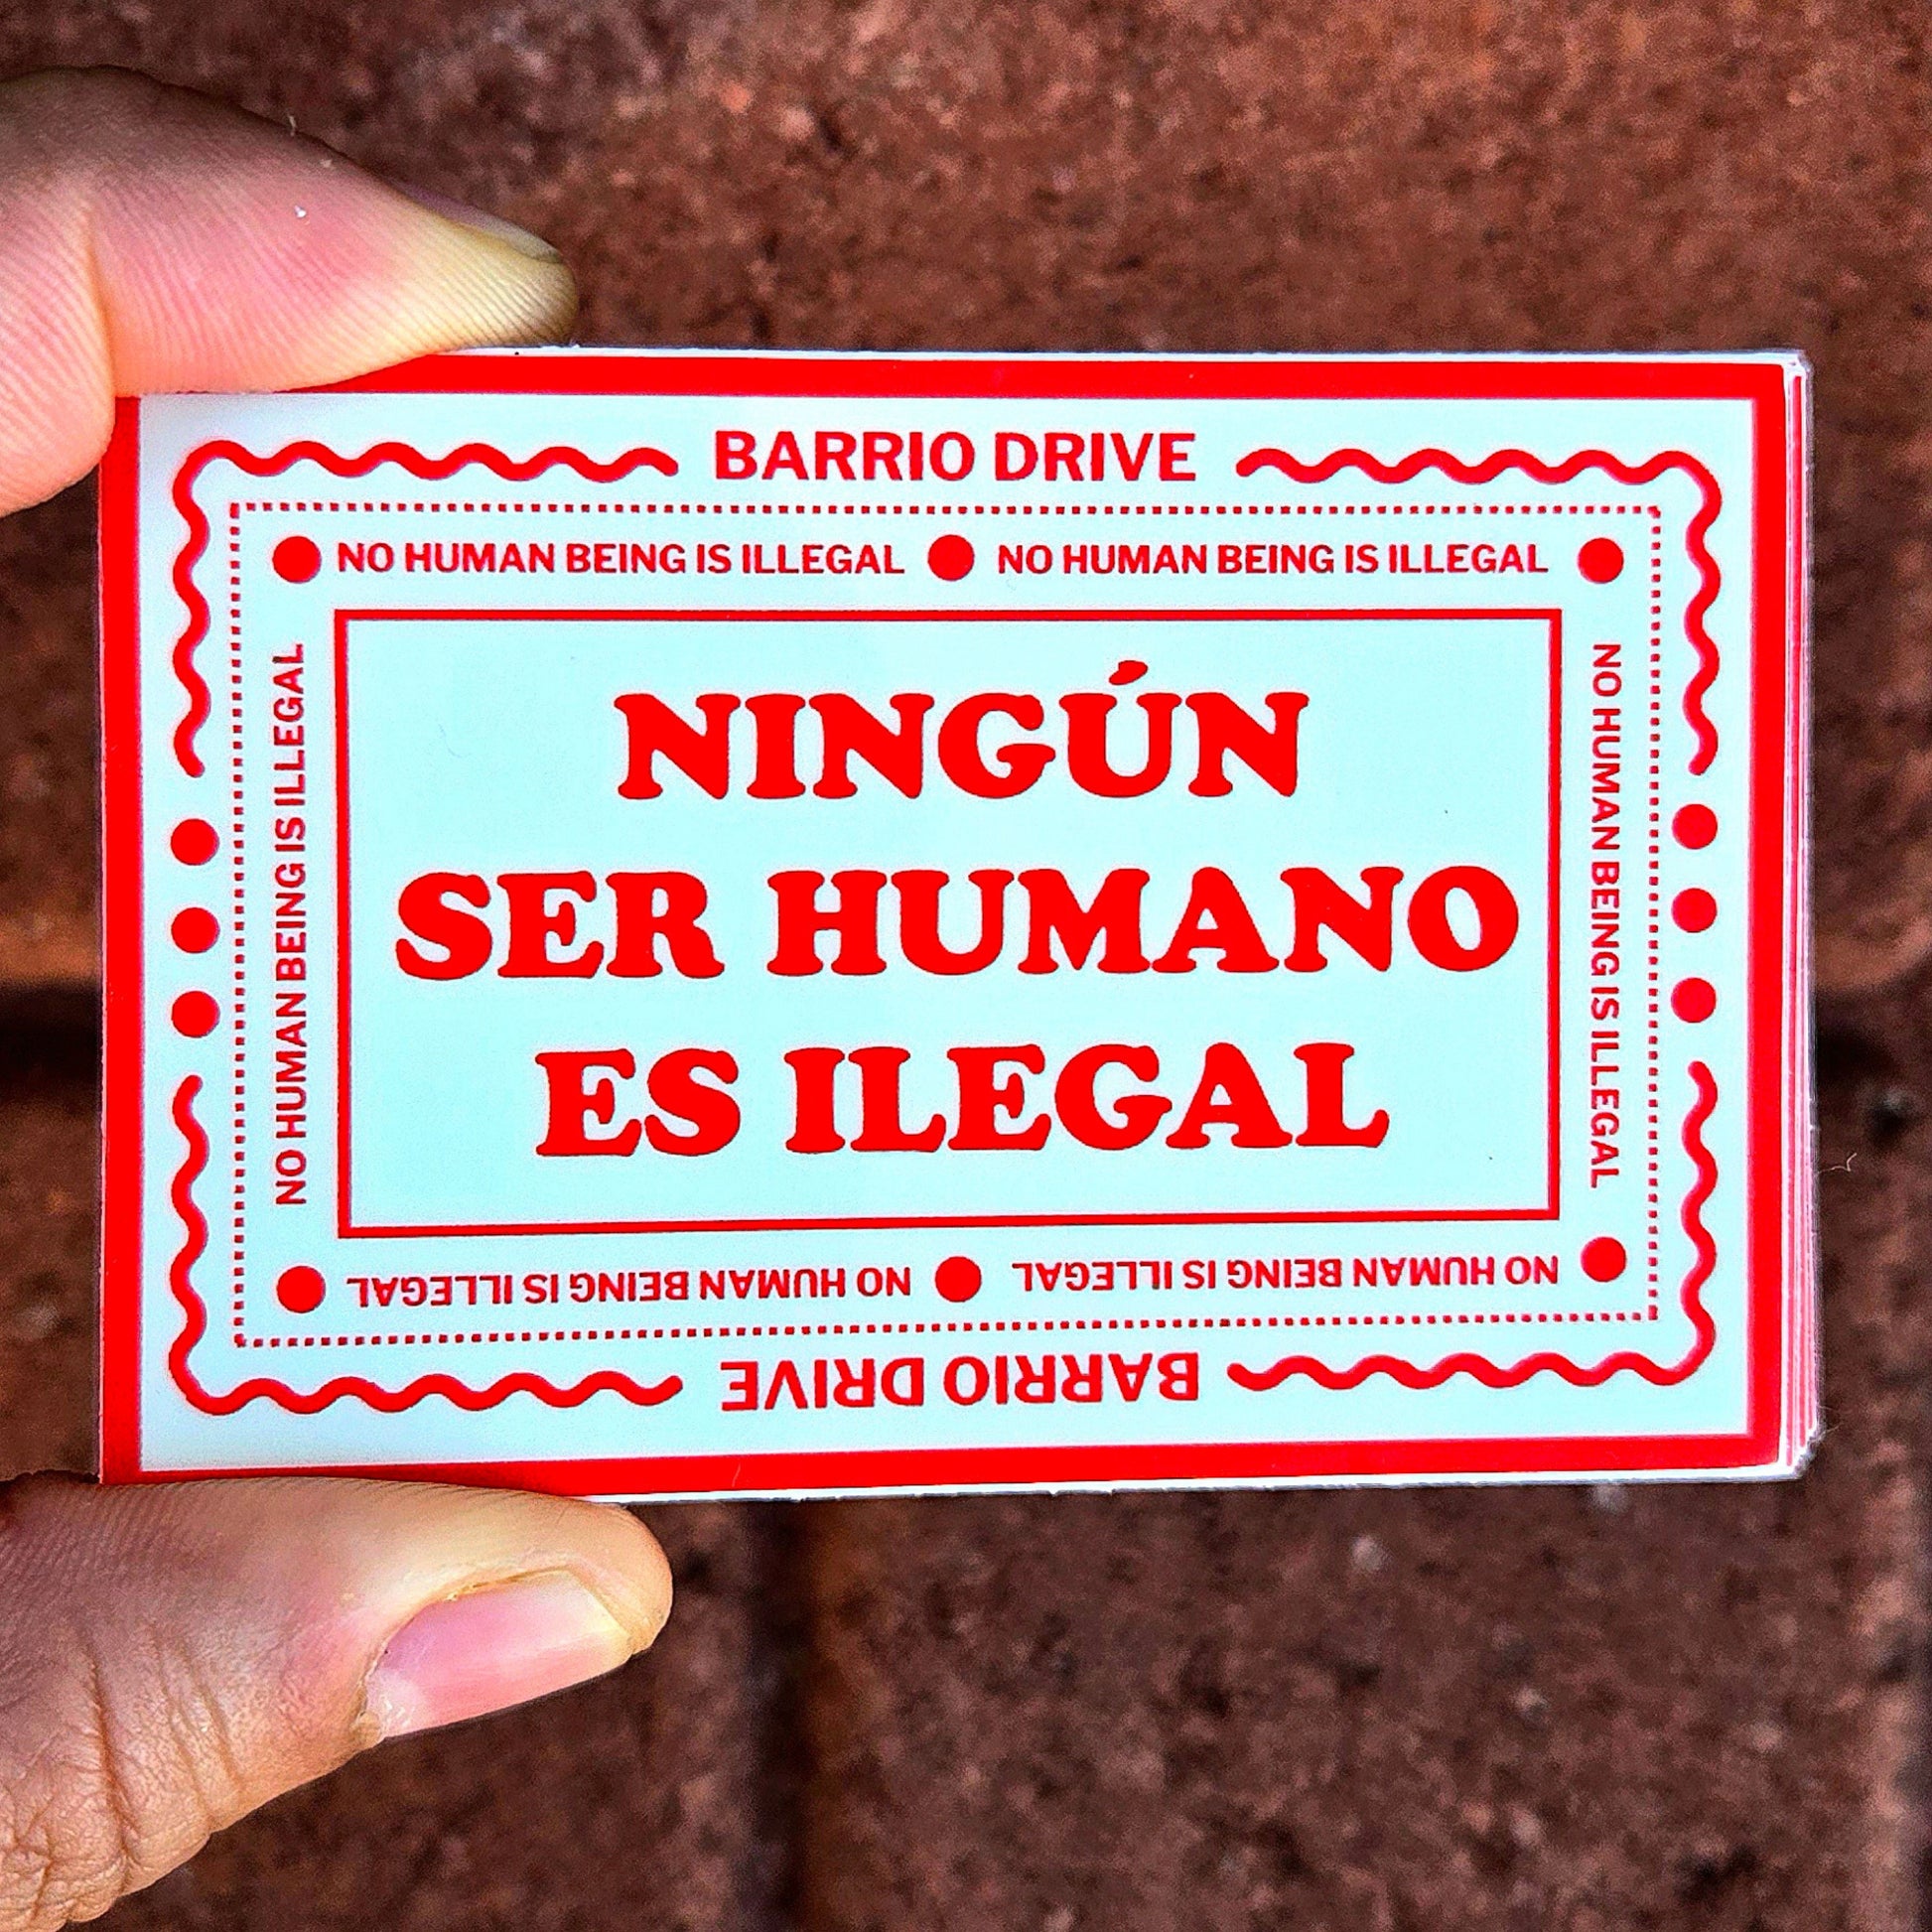 BARRIO DRIVE
NO HUMAN BEING IS ILLEGAL
NO HUMAN BEING IS ILLEGAL
NO HUMAN BEING IS ILLEGAL
NINGÚN
SER HUMANO
ES ILEGAL
NO HUMAN BEING IS ILLEGAL
NO HUMAN BEING IS ILLEGAL
NO HUMAN BEING IS ILLEGAL
BARRIO DRIVE